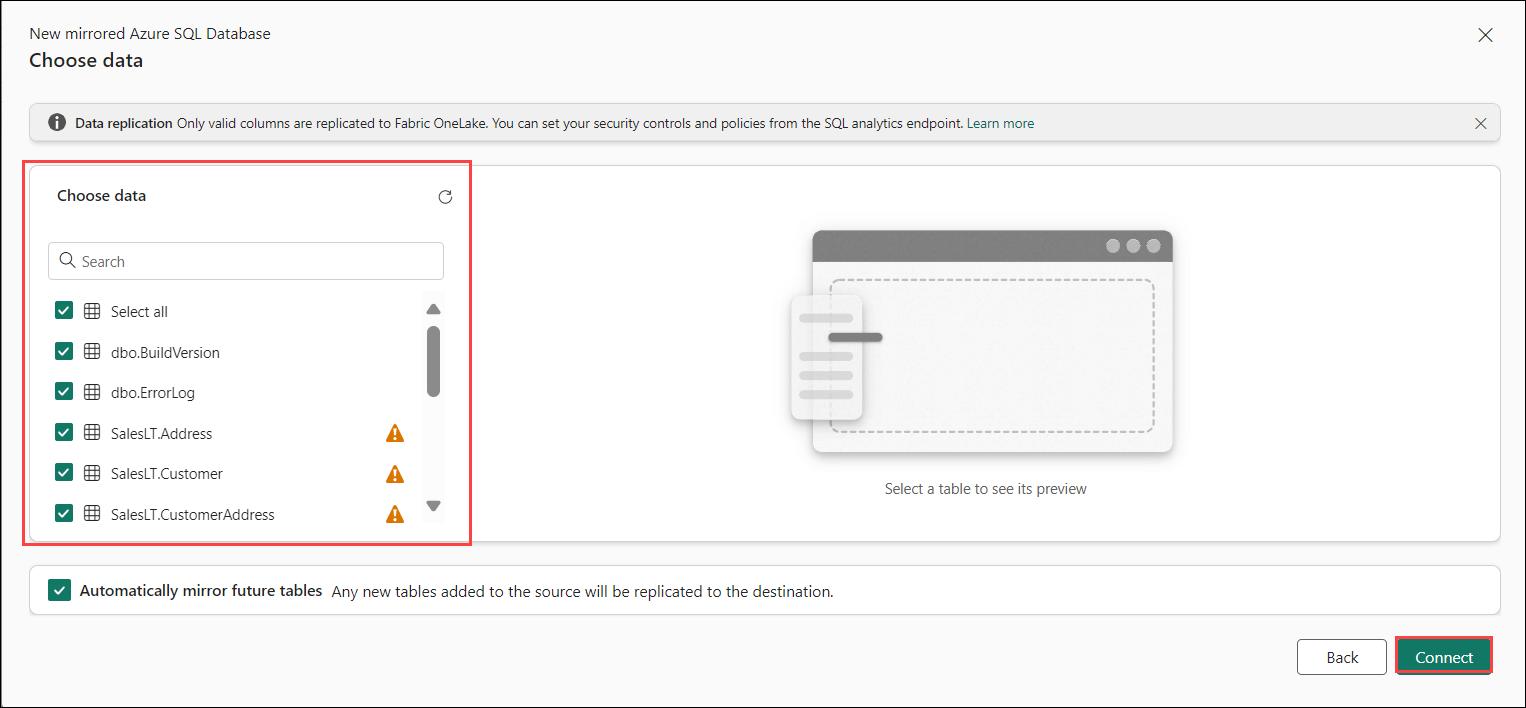 New mirrored Azure SQL Database
Choose data
Data replication Only valid columns are replicated to Fabric OneLake. You can set your security controls and policies from the SQL analytics endpoint. Learn more
Choose data
Search
Select all
dbo.BuildVersion
dbo.ErrorLog
SalesLT.Address
SalesLT.Customer
SalesLT.CustomerAddress
Select a table to see its preview
Automatically mirror future tables Any new tables added to the source will be replicated to the destination.
Back
Connect